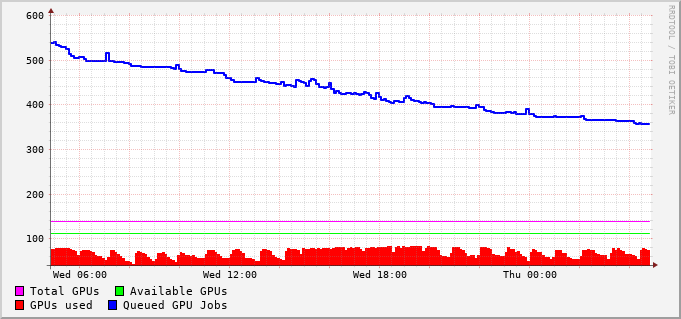 600
500
400
300
200
100
Wed 06:00 Wed 12:00 Wed 18:00 Thu 00:00
Total GPUs Available GPUs
GPUs used Queued GPU Jobs
RRDTOOL / TOBI OETIKER